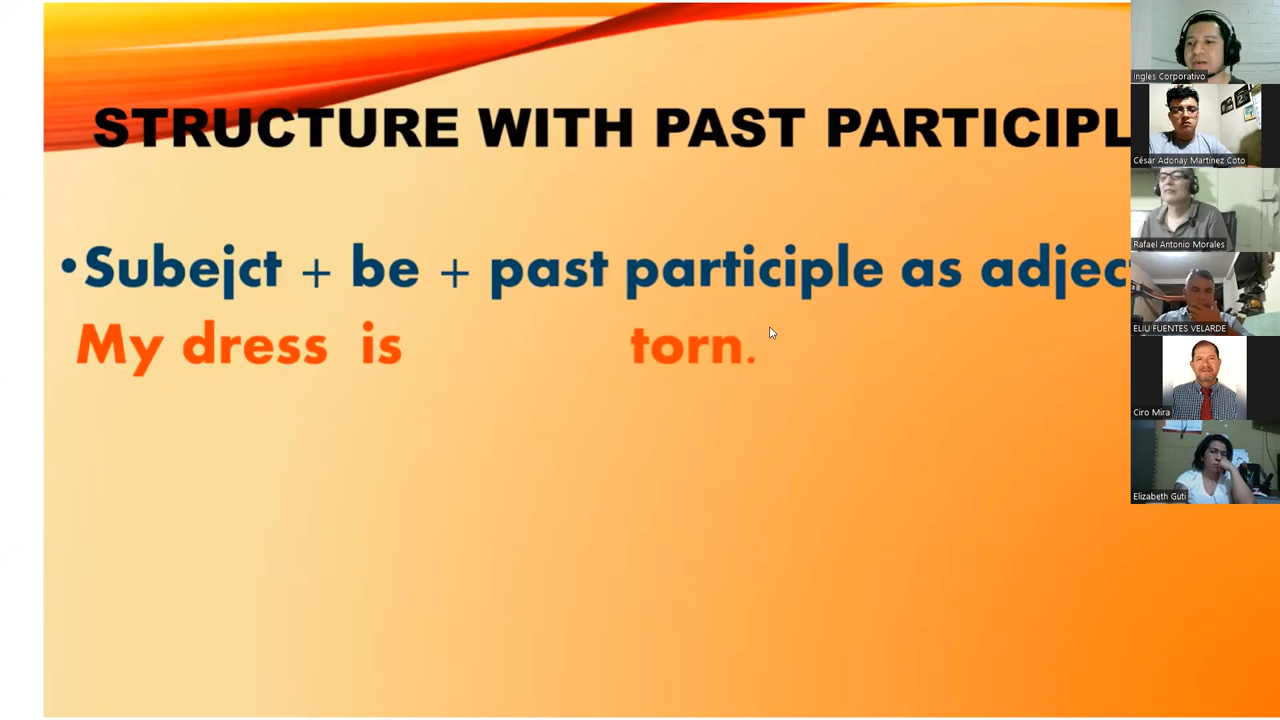 STRUCTURE WITH PAST PARTICIPL
•Subejct + be + past participle as adjec
My dress is torn.
Ingles Corporativo
César Adonay Martínez Coto
Rafael Antonio Morales
ELIU FUENTES VELARDE
Ciro Mira
Elizabeth Guti